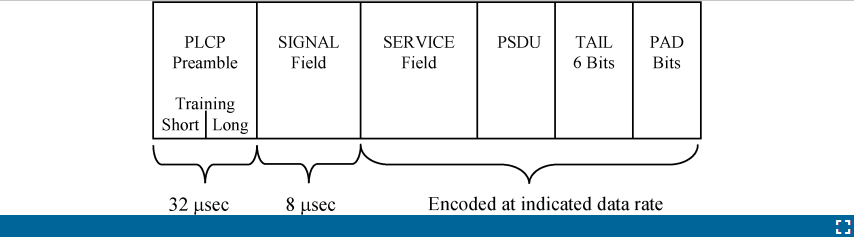 PLCP
Preamble
Training
Short Long
SIGNAL
Field
SERVICE
Field
PSDU
TAIL
6 Bits
PAD
Bits
32 μsec
8 μsec
Encoded at indicated data rate